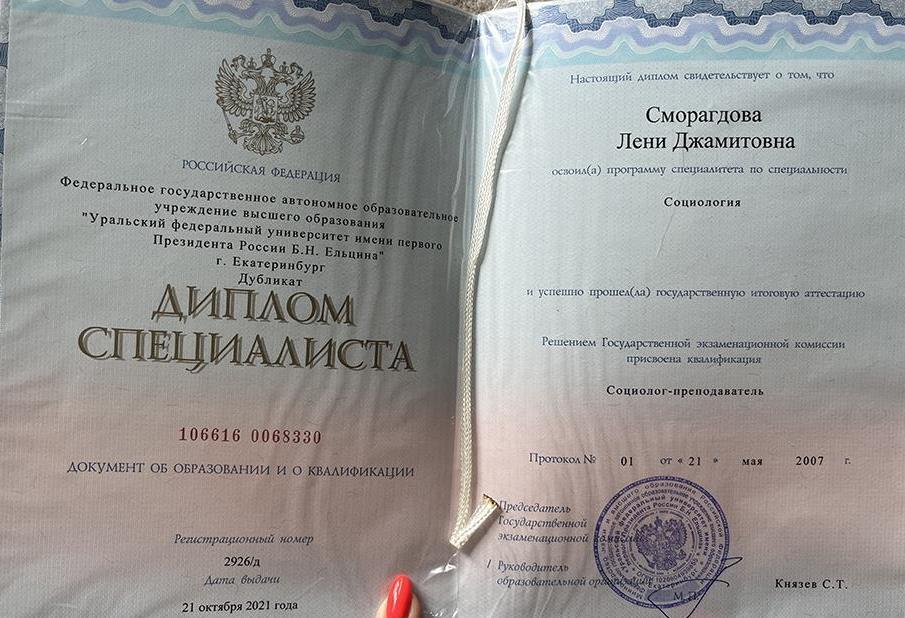 РОССИЙСКАЯ ФЕДЕРАЦИЯ
Федеральное государственное автономное образовательное
учреждение высшего образования
"Уральский федеральный университет имени первого
Президента России Б.Н. Ельцина"
г. Екатеринбург
Дубликат
ДИПЛОМ
СПЕЦИАЛИСТА
106616 0068330
ДОКУМЕНТ ОБ ОБРАЗОВАНИИ И О КВАЛИФИКАЦИИ
Регистрационный номер
2926/д
Дата выдачи
21 октября 2021 года
Настоящий диплом свидетельствует о том, что
Сморагдова
Лени Джамитовна
освоил(а) программу специалитета по специальности
Социология
и успешно прошел(ла) государственную итоговую аттестацию
Решением Государственной экзаменационной комиссии
присвоена квалификация
Социолог-преподаватель
Протокол № 01 от « 21 » мая 2007 г.
Председатель
Государственной
экзаменационной
Руководитель
образовательной организации
Князев С.Т.
М.П.